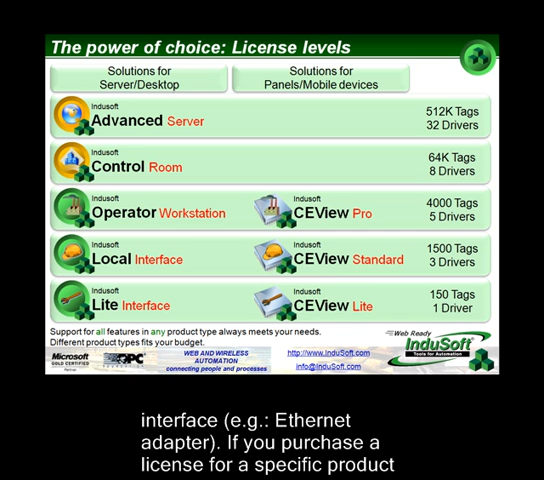 The power of choice: License levels
Solutions for
Server/Desktop
Solutions for
Panels/Mobile devices
Indusoft
Advanced Server
512K Tags
32 Drivers
Indusoft
Control Room
64K Tags
8 Drivers
Indusoft
Operator Workstation
Indusoft
CEView Pro
4000 Tags
5 Drivers
Indusoft
Local Interface
Indusoft
CEView Standard
1500 Tags
3 Drivers
Indusoft
Lite Interface
Indusoft
CEView Lite
150 Tags
1 Driver
Support for all features in any product type always meets your needs.
Different product types fits your budget.
Microsoft
GOLD CERTIFIED
Partner
OPC
FOUNDATION
WEB AND WIRELESS
AUTOMATION
connecting people and processes
http://www.InduSoft.com
info@InduSoft.com
Web Ready
InduSoft
Tools for Automation
interface (e.g.: Ethernet
adapter). If you purchase a
license for a specific product